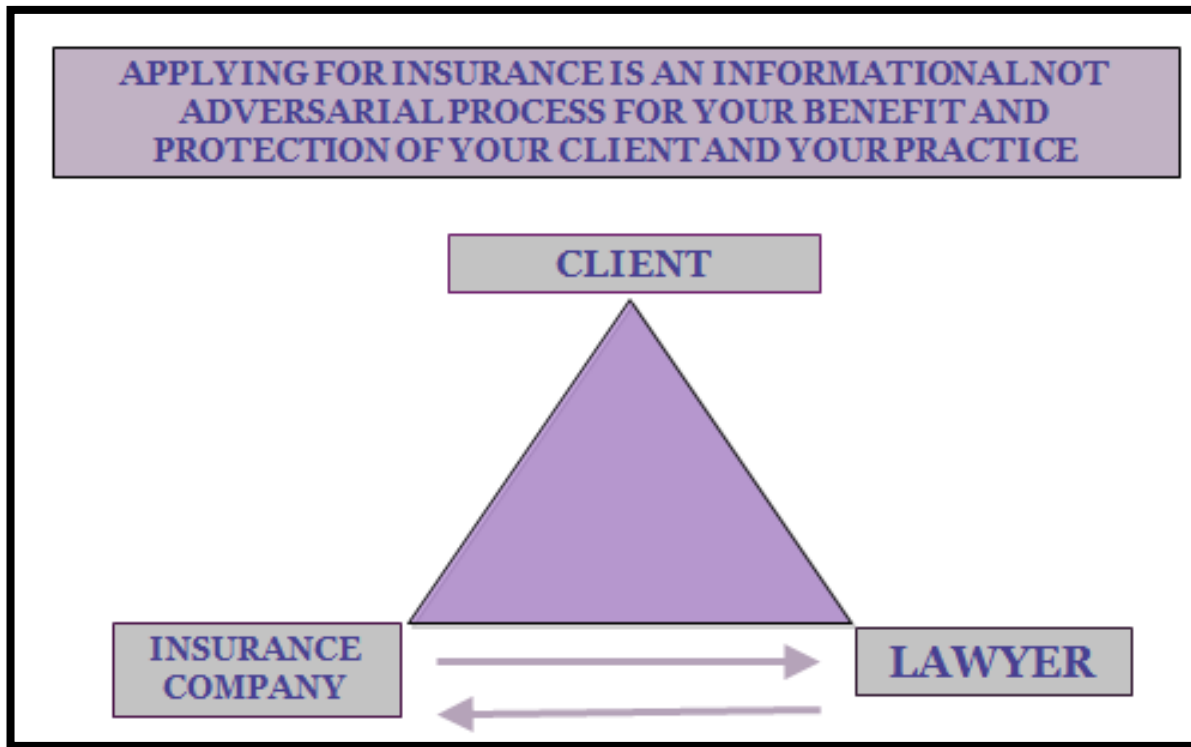 APPLYING FOR INSURANCE IS AN INFORMATIONAL NOT
ADVERSARIAL PROCESS FOR YOUR BENEFIT AND
PROTECTION OF YOUR CLIENT AND YOUR PRACTICE
CLIENT
INSURANCE
COMPANY
LAWYER